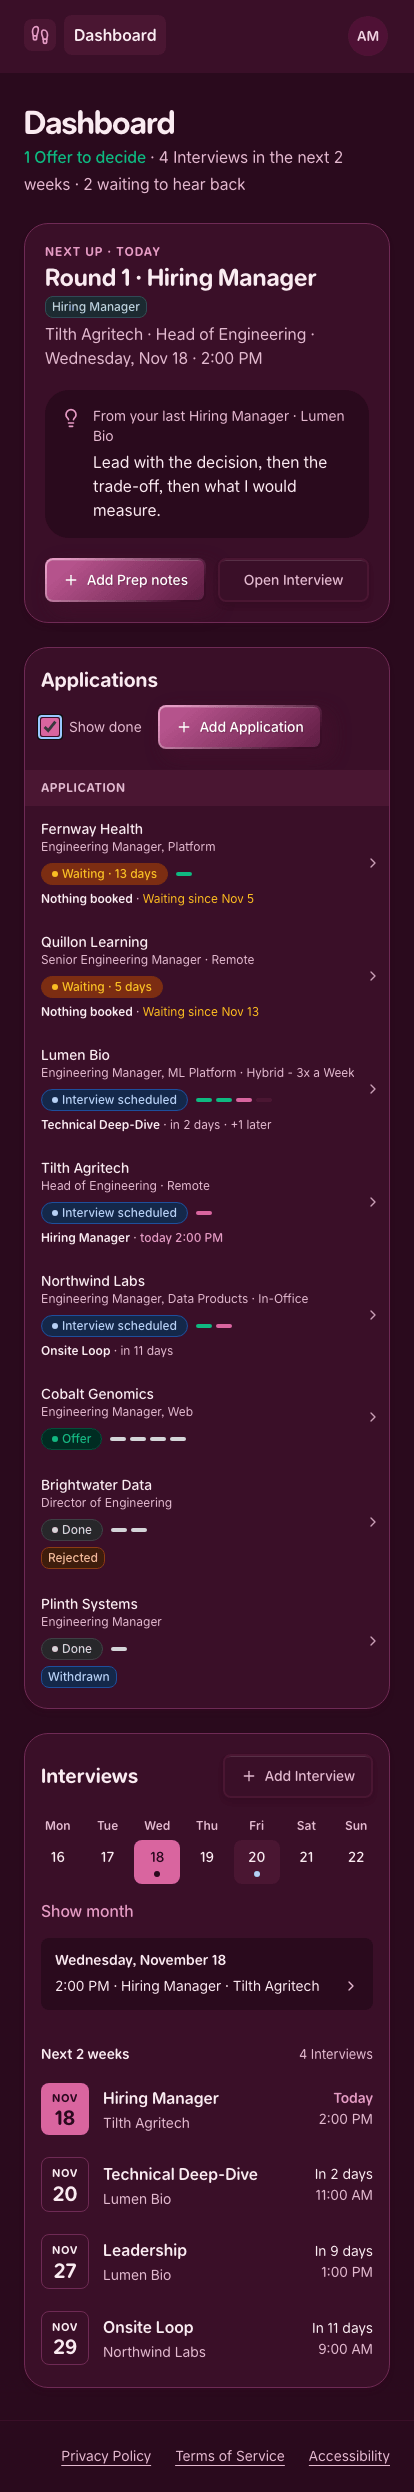 Dashboard
AM
Dashboard
1 Offer to decide · 4 Interviews in the next 2
weeks · 2 waiting to hear back
NEXT UP · TODAY
Round 1 · Hiring Manager
Hiring Manager
Tilth Agritech · Head of Engineering ·
Wednesday, Nov 18 · 2:00 PM
From your last Hiring Manager · Lumen
Bio
Lead with the decision, then the
trade-off, then what I would
measure.
+ Add Prep notes
Open Interview
Applications
Show done
+ Add Application
APPLICATION
Fernway Health
Engineering Manager, Platform
Waiting · 13 days
Nothing booked · Waiting since Nov 5
Quillon Learning
Senior Engineering Manager · Remote
Waiting · 5 days
Nothing booked · Waiting since Nov 13
Lumen Bio
Engineering Manager, ML Platform · Hybrid - 3x a Week
Interview scheduled
Technical Deep-Dive · in 2 days · +1 later
Tilth Agritech
Head of Engineering · Remote
Interview scheduled
Hiring Manager · today 2:00 PM
Northwind Labs
Engineering Manager, Data Products · In-Office
Interview scheduled
Onsite Loop · in 11 days
Cobalt Genomics
Engineering Manager, Web
Offer
Brightwater Data
Director of Engineering
Done
Rejected
Plinth Systems
Engineering Manager
Done
Withdrawn
Interviews
+ Add Interview
Mon Tue Wed Thu Fri Sat Sun
16 17 18 19 20 21 22
Show month
Wednesday, November 18
2:00 PM · Hiring Manager · Tilth Agritech
Next 2 weeks
4 Interviews
NOV
18
Hiring Manager
Tilth Agritech
Today
2:00 PM
NOV
20
Technical Deep-Dive
Lumen Bio
In 2 days
11:00 AM
NOV
27
Leadership
Lumen Bio
In 9 days
1:00 PM
NOV
29
Onsite Loop
Northwind Labs
In 11 days
9:00 AM
Privacy Policy
Terms of Service
Accessibility